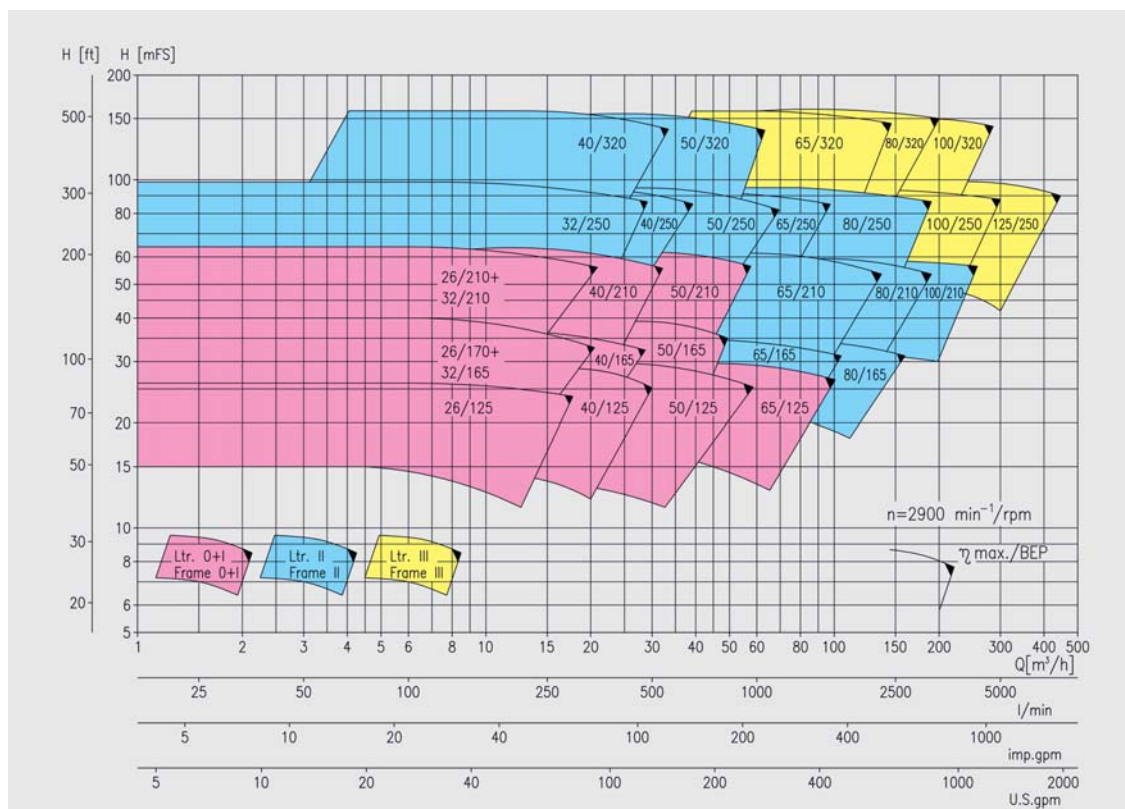 H [ft] H [mFS]
200
500
150
40/320 50/320 65/320 80/320 100/320
100
300
80
32/250 40/250 50/250 65/250 80/250 100/250 125/250
200
60
26/210+
32/210
40/210 50/210 65/210 80/210 100/210
50
40
26/170+
32/165
40/165 50/165 65/165 80/165
100
30
26/125 40/125 50/125 65/125
70
20
50
15
n=2900 min⁻¹/rpm
10
30
η max./BEP
8
Ltr. 0+I
Frame 0+I
Ltr. II
Frame II
Ltr. III
Frame III
20
6
5
1 2 3 4 5 6 8 10 15 20 30 40 50 60 80 100 150 200 300 400 500
Q[m³/h]
25 50 100 250 500 1000 2500 5000
l/min
5 10 20 40 100 200 400 1000
imp.gpm
5 10 20 40 100 200 400 1000 2000
U.S.gpm